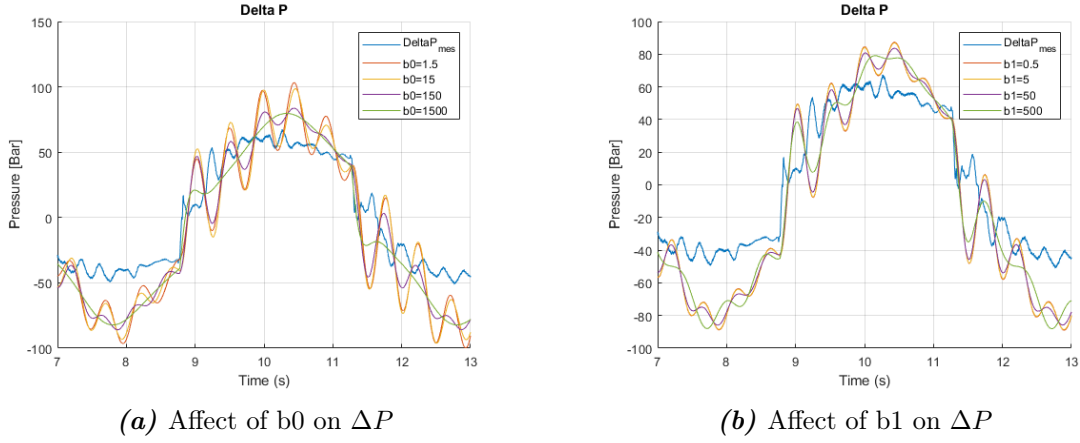 Delta P
150
100
50
0
-50
-100
Pressure [Bar]
DeltaP_mes
b0=1.5
b0=15
b0=150
b0=1500
7 8 9 10 11 12 13
Time (s)
(a) Affect of b0 on ΔP
Delta P
100
80
60
40
20
0
-20
-40
-60
-80
-100
Pressure [Bar]
DeltaP_mes
b1=0.5
b1=5
b1=50
b1=500
7 8 9 10 11 12 13
Time (s)
(b) Affect of b1 on ΔP